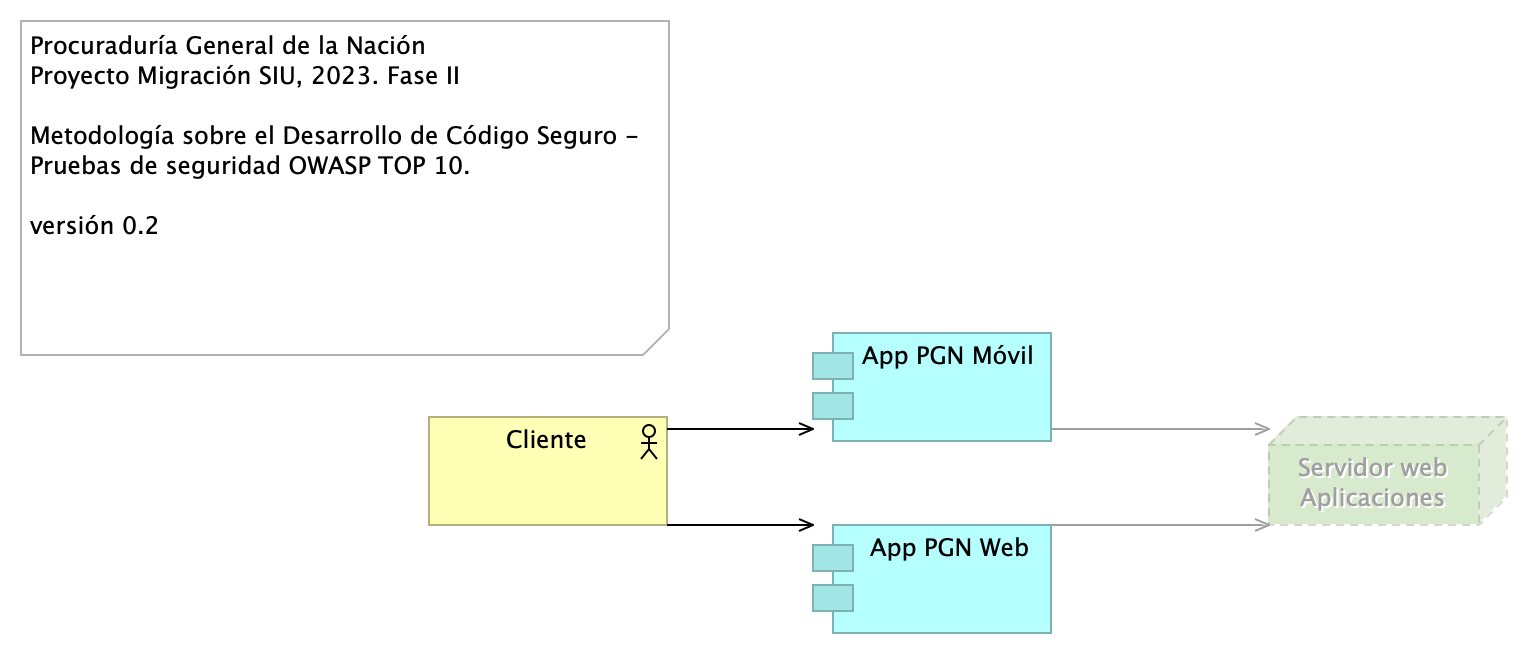 Procuraduría General de la Nación
Proyecto Migración SIU, 2023. Fase II
Metodología sobre el Desarrollo de Código Seguro –
Pruebas de seguridad OWASP TOP 10.
versión 0.2
App PGN Móvil
Cliente
Servidor web
Aplicaciones
App PGN Web